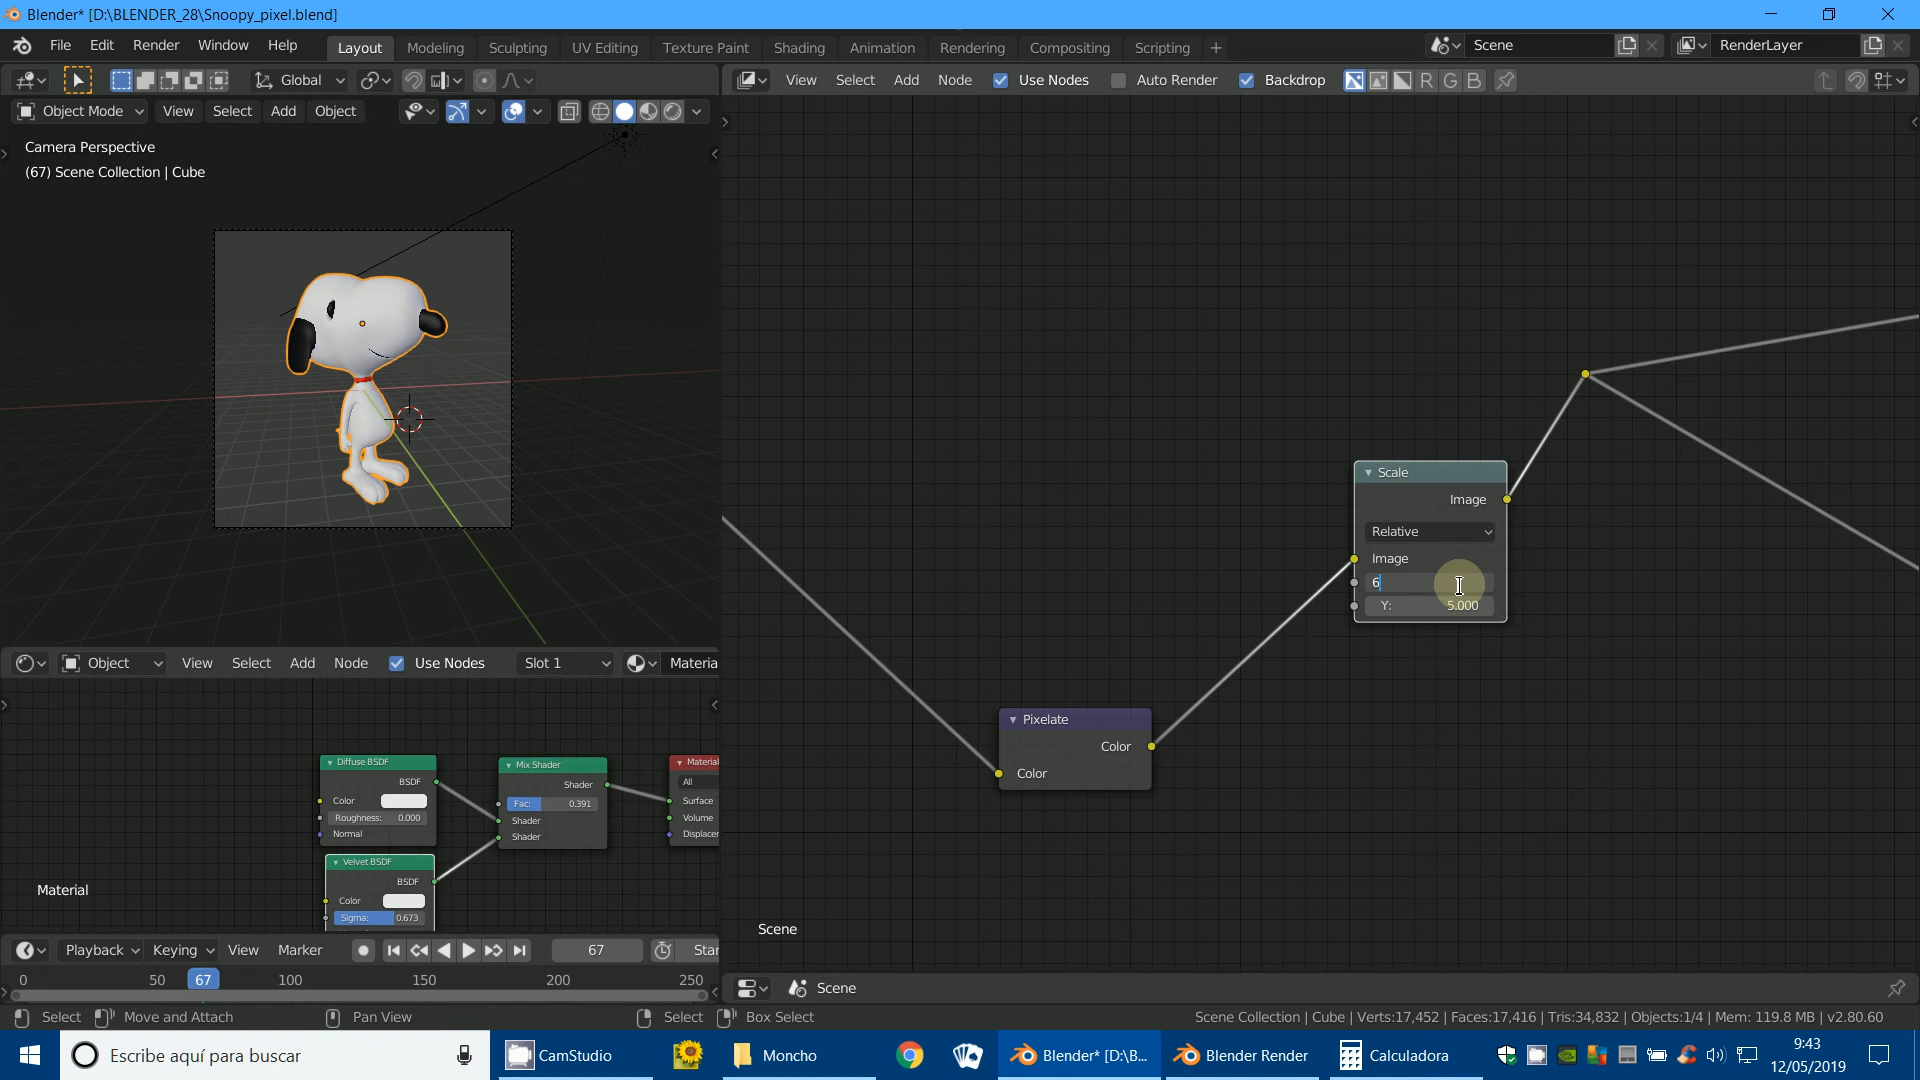 Blender* [D:\BLENDER_28\Snoopy_pixel.blend]
File Edit Render Window Help Layout Modeling Sculpting UV Editing Texture Paint Shading Animation Rendering Compositing Scripting + Scene RenderLayer
Global
View Select Add Node Use Nodes Auto Render Backdrop R G B
Object Mode View Select Add Object
Camera Perspective
(67) Scene Collection | Cube
Scale
Image
Relative
Image
6
Y: 5.000
Pixelate
Color
Color
Scene
Object View Select Add Node Use Nodes Slot 1 Materia
Diffuse BSDF
BSDF
Color
Roughness: 0.000
Normal
Mix Shader
Shader
Fac: 0.391
Shader
Shader
Material
All
Surface
Volume
Displacer
Velvet BSDF
BSDF
Color
Sigma: 0.673
Material
Playback Keying View Marker 67 Star
0 50 67 100 150 200 250
Scene
Select Move and Attach Pan View Select Box Select
Scene Collection | Cube | Verts:17,452 | Faces:17,416 | Tris:34,832 | Objects:1/4 | Mem: 119.8 MB | v2.80.60
Escribe aquí para buscar
CamStudio
Moncho
Blender* [D:\B...
Blender Render
Calculadora
9:43
12/05/2019